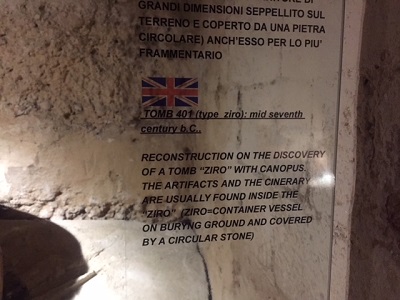 GRANDI DIMENSIONI SEPPELLITO SUL
TERRENO E COPERTO DA UNA PIETRA
CIRCOLARE) ANCH'ESSO PER LO PIU'
FRAMMENTARIO
TOMB 401 (type ziro): mid seventh
century b.C..
RECONSTRUCTION ON THE DISCOVERY
OF A TOMB "ZIRO" WITH CANOPUS.
THE ARTIFACTS AND THE CINERARY
ARE USUALLY FOUND INSIDE THE
"ZIRO" (ZIRO=CONTAINER VESSEL
ON BURYNG GROUND AND COVERED
BY A CIRCULAR STONE)